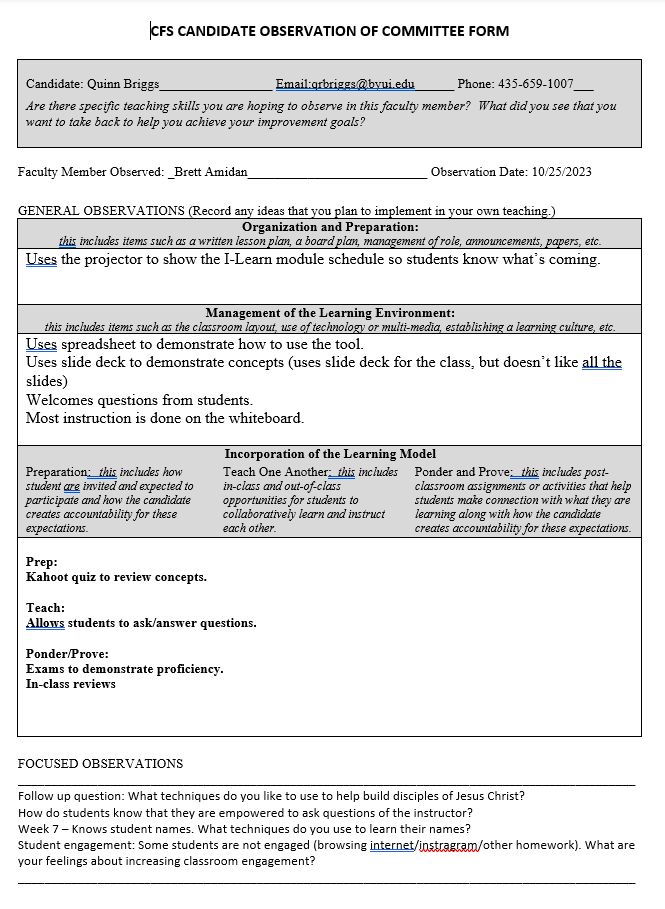 CFS CANDIDATE OBSERVATION OF COMMITTEE FORM
Candidate: Quinn Briggs____________________ Email:qrbriggs@byui.edu______ Phone: 435-659-1007___
Are there specific teaching skills you are hoping to observe in this faculty member? What did you see that you
want to take back to help you achieve your improvement goals?
Faculty Member Observed: _Brett Amidan______________________________ Observation Date: 10/25/2023
GENERAL OBSERVATIONS (Record any ideas that you plan to implement in your own teaching.)
Organization and Preparation:
this includes items such as a written lesson plan, a board plan, management of role, announcements, papers, etc.
Uses the projector to show the I-Learn module schedule so students know what's coming.
Management of the Learning Environment:
this includes items such as the classroom layout, use of technology or multi-media, establishing a learning culture, etc.
Uses spreadsheet to demonstrate how to use the tool.
Uses slide deck to demonstrate concepts (uses slide deck for the class, but doesn't like all the
slides)
Welcomes questions from students.
Most instruction is done on the whiteboard.
Incorporation of the Learning Model
Preparation: this includes how
student are invited and expected to
participate and how the candidate
creates accountability for these
expectations.
Teach One Another: this includes
in-class and out-of-class
opportunities for students to
collaboratively learn and instruct
each other.
Ponder and Prove: this includes post-
classroom assignments or activities that help
students make connection with what they are
learning along with how the candidate
creates accountability for these expectations.
Prep:
Kahoot quiz to review concepts.
Teach:
Allows students to ask/answer questions.
Ponder/Prove:
Exams to demonstrate proficiency.
In-class reviews
FOCUSED OBSERVATIONS
Follow up question: What techniques do you like to use to help build disciples of Jesus Christ?
How do students know that they are empowered to ask questions of the instructor?
Week 7 – Knows student names. What techniques do you use to learn their names?
Student engagement: Some students are not engaged (browsing internet/instragram/other homework). What are
your feelings about increasing classroom engagement?